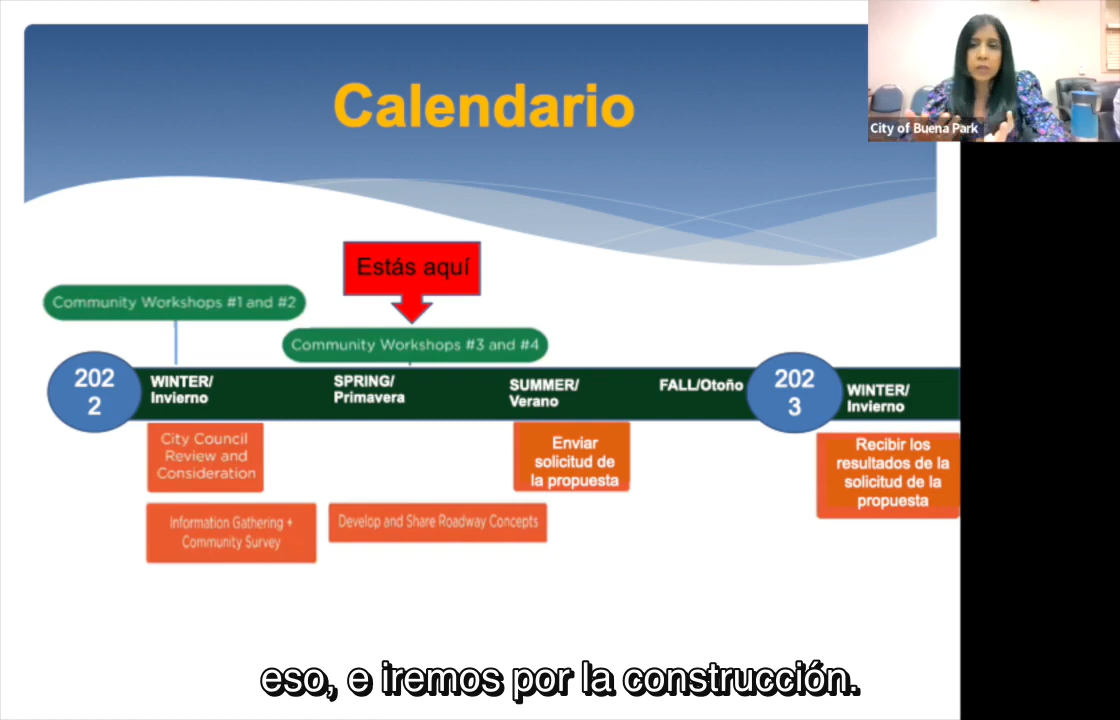 Calendario
City of Buena Park
Estás aquí
Community Workshops #1 and #2
Community Workshops #3 and #4
202
2
WINTER/
Invierno
SPRING/
Primavera
SUMMER/
Verano
FALL/Otoño
202
3
WINTER/
Invierno
City Council
Review and
Consideration
Enviar
solicitud de
la propuesta
Recibir los
resultados de la
solicitud de la
propuesta
Information Gathering +
Community Survey
Develop and Share Roadway Concepts
eso, e iremos por la construcción.